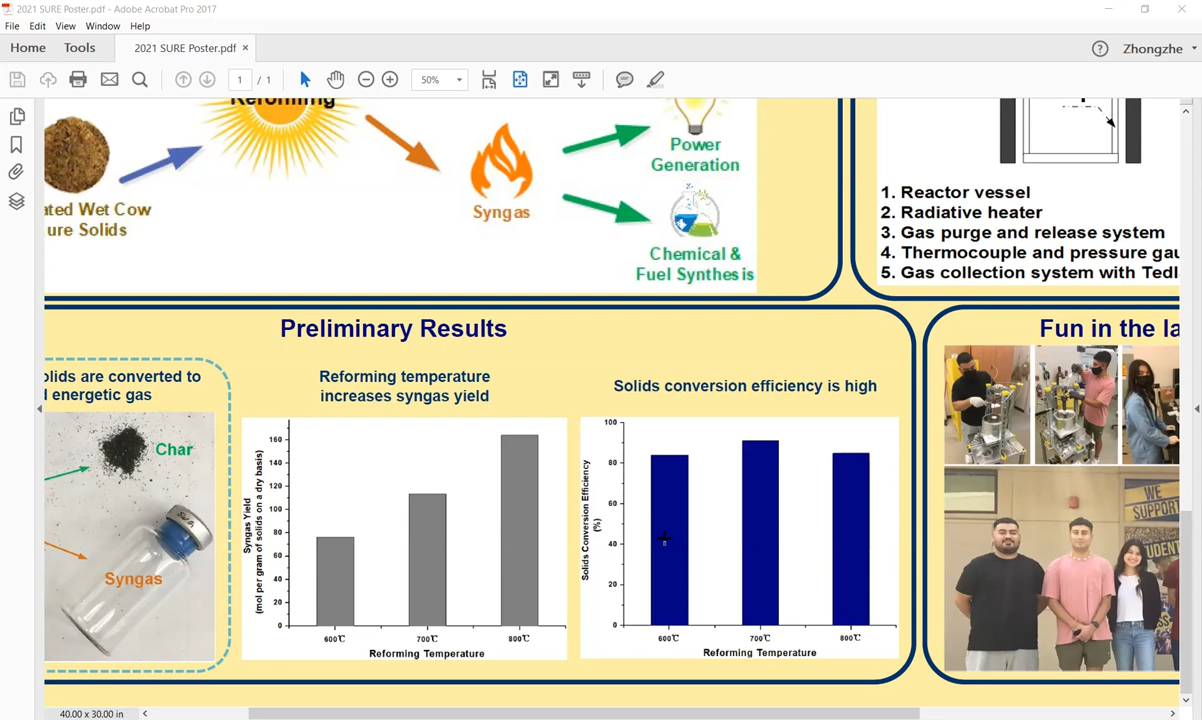 2021 SURE Poster.pdf - Adobe Acrobat Pro 2017
File Edit View Window Help
Home Tools 2021 SURE Poster.pdf × Zhongzhe
1 / 1 50%
Reforming
ated Wet Cow
ure Solids
Syngas
Power
Generation
Chemical &
Fuel Synthesis
1. Reactor vessel
2. Radiative heater
3. Gas purge and release system
4. Thermocouple and pressure gau
5. Gas collection system with Tedl
Preliminary Results
olids are converted to
l energetic gas
Char
Syngas
Reforming temperature
increases syngas yield
Syngas Yield
(mol per gram of solids on a dry basis)
160
140
120
100
80
60
40
20
0
600℃ 700℃ 800℃
Reforming Temperature
Solids conversion efficiency is high
Solids Conversion Efficiency
(%)
100
80
60
40
20
0
600℃ 700℃ 800℃
Reforming Temperature
Fun in the la
WE
SUPPORT
UDENT
40.00 x 30.00 in